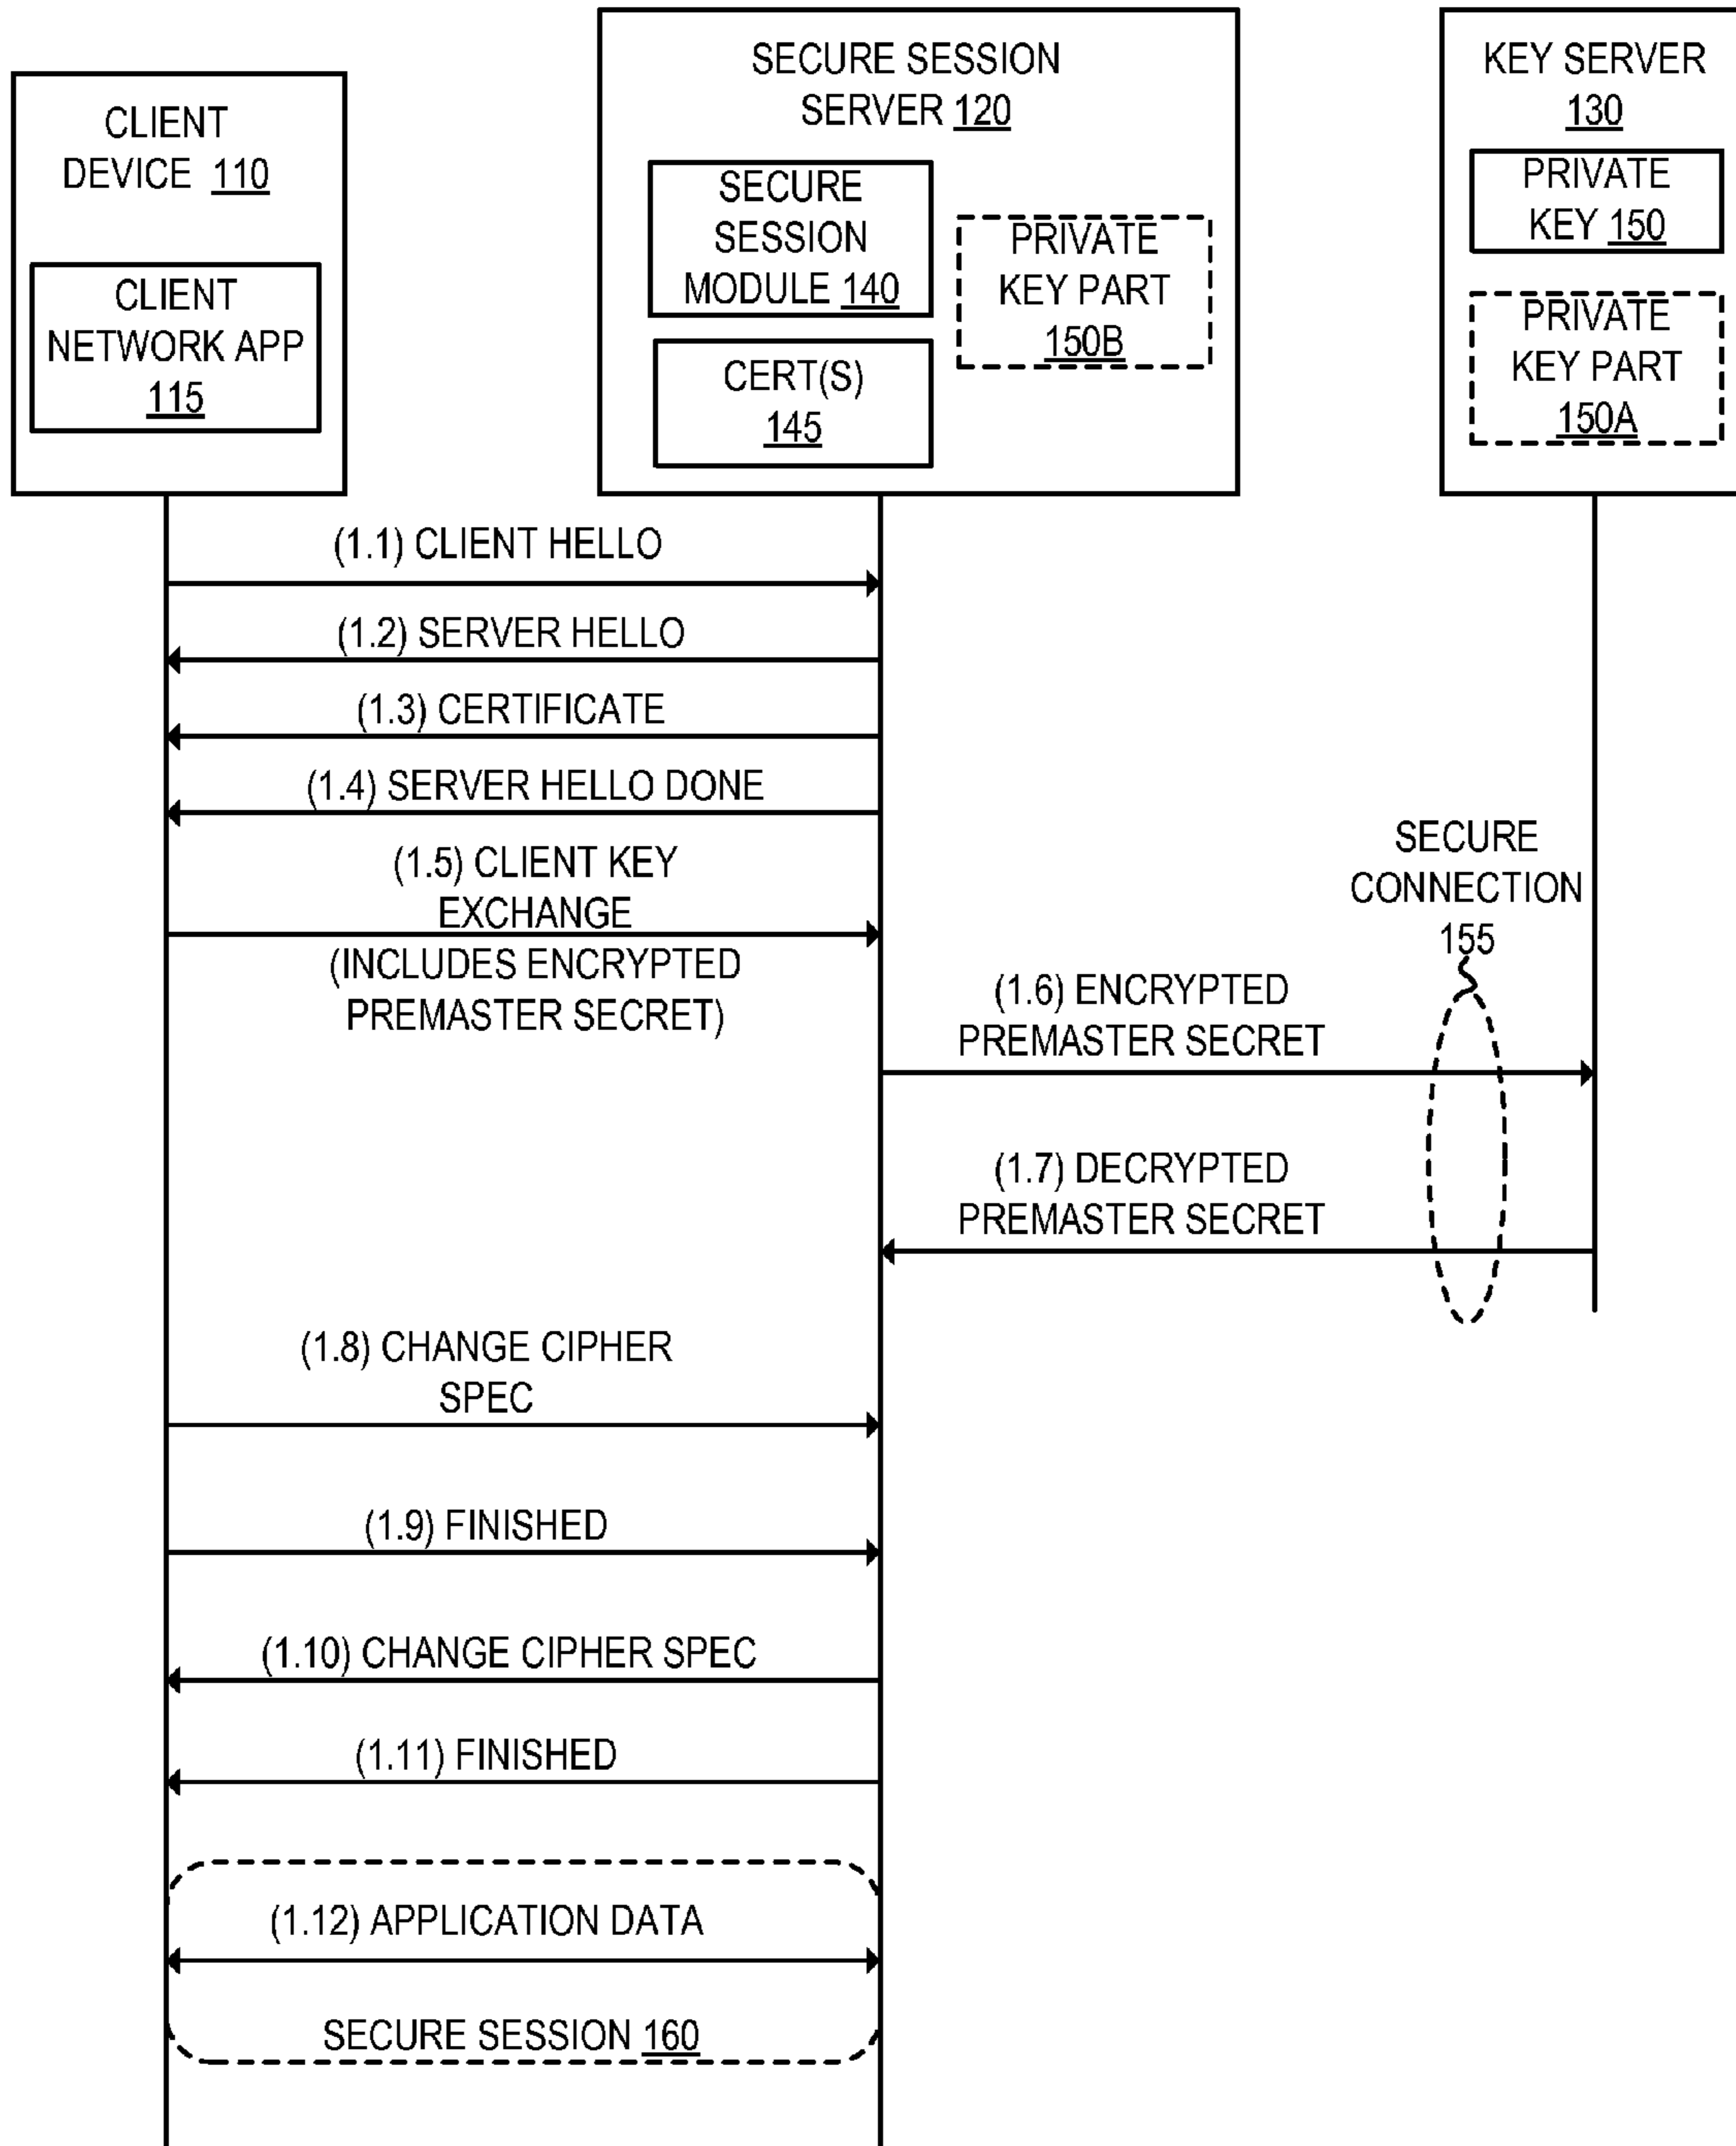 CLIENT
DEVICE 110
CLIENT
NETWORK APP
115
SECURE SESSION
SERVER 120
SECURE
SESSION
MODULE 140
CERT(S)
145
PRIVATE
KEY PART
150B
KEY SERVER
130
PRIVATE
KEY 150
PRIVATE
KEY PART
150A
(1.1) CLIENT HELLO
(1.2) SERVER HELLO
(1.3) CERTIFICATE
(1.4) SERVER HELLO DONE
(1.5) CLIENT KEY
EXCHANGE
(INCLUDES ENCRYPTED
PREMASTER SECRET)
SECURE
CONNECTION
155
(1.6) ENCRYPTED
PREMASTER SECRET
(1.7) DECRYPTED
PREMASTER SECRET
(1.8) CHANGE CIPHER
SPEC
(1.9) FINISHED
(1.10) CHANGE CIPHER SPEC
(1.11) FINISHED
(1.12) APPLICATION DATA
SECURE SESSION 160